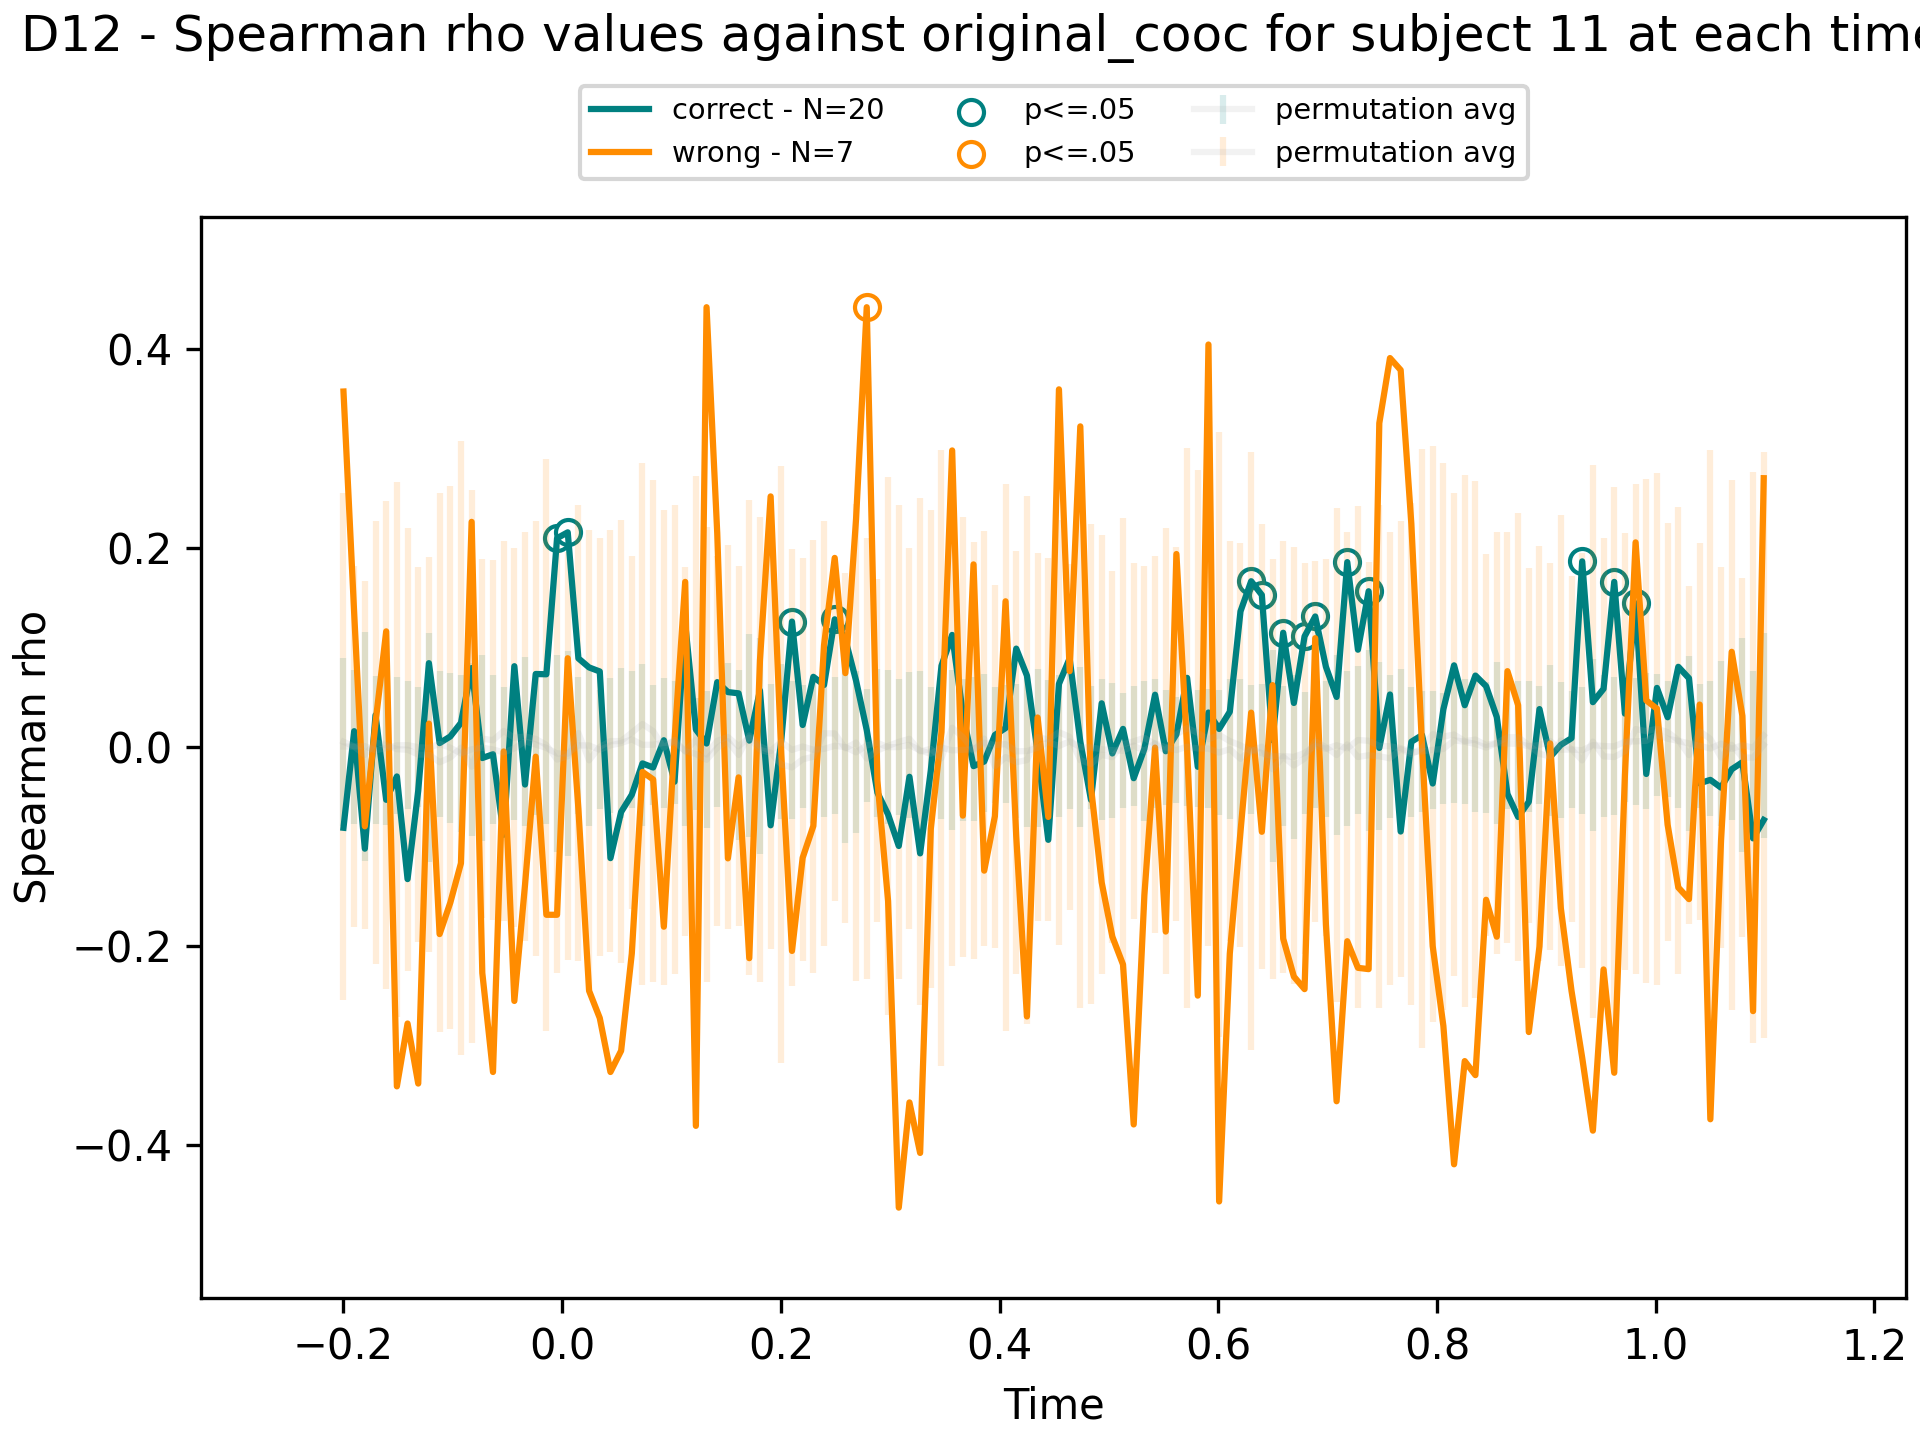 D12 - Spearman rho values against original_cooc for subject 11 at each time
correct - N=20
wrong - N=7
p<=.05
p<=.05
permutation avg
permutation avg
Spearman rho
0.4
0.2
0.0
−0.2
−0.4
−0.2 0.0 0.2 0.4 0.6 0.8 1.0 1.2
Time